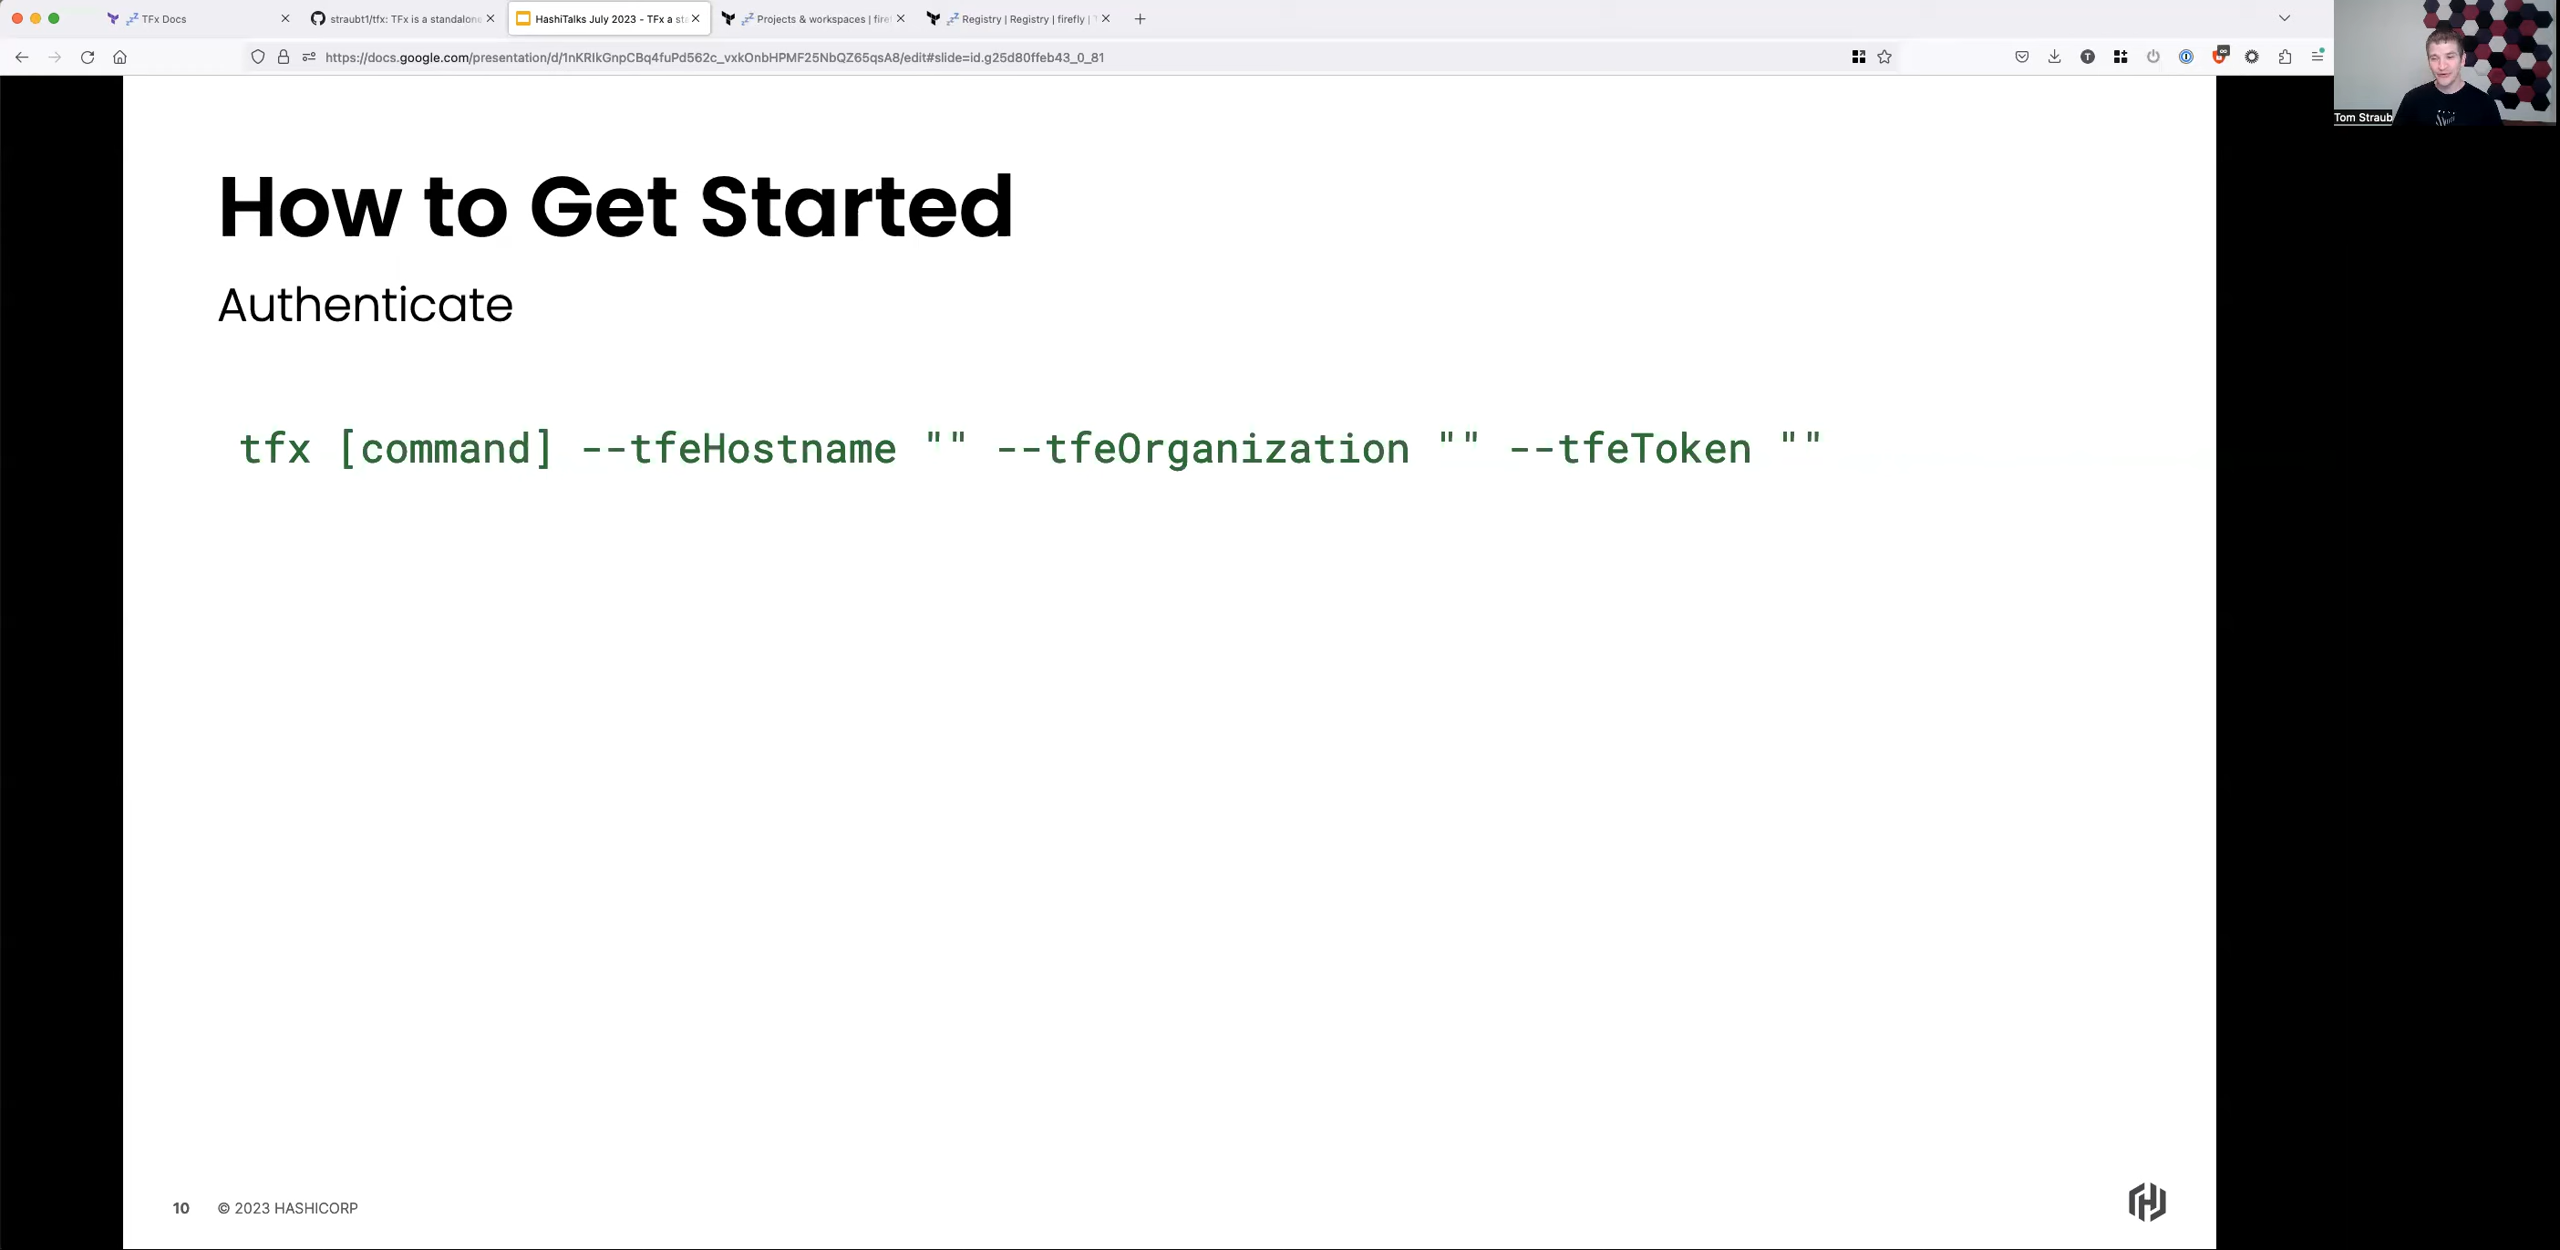 TFx Docs
straubt1/tfx: TFx is a standalone
HashiTalks July 2023 - TFx a st
Projects & workspaces | firef
Registry | Registry | firefly | T
https://docs.google.com/presentation/d/1nKRIkGnpCBq4fuPd562c_vxkOnbHPMF25NbQZ65qsA8/edit#slide=id.g25d80ffeb43_0_81
Tom Straub
How to Get Started
Authenticate
tfx [command] --tfeHostname "" --tfeOrganization "" --tfeToken ""
10 © 2023 HASHICORP